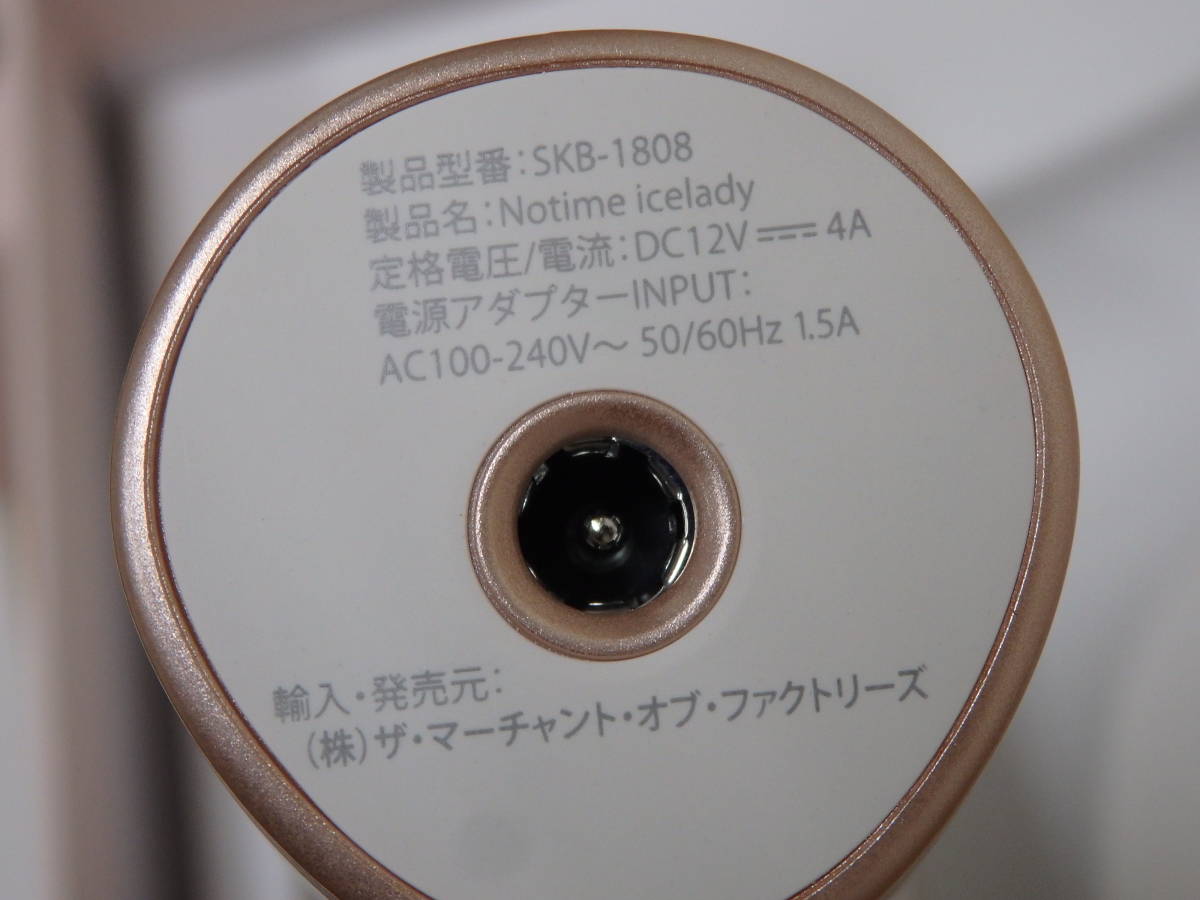 製品型番:SKB-1808
製品名:Notime icelady
定格電圧/電流:DC12V⎓4A
電源アダプターINPUT:
AC100-240V～ 50/60Hz 1.5A
輸入・発売元:
(株)ザ・マーチャント・オブ・ファクトリーズ